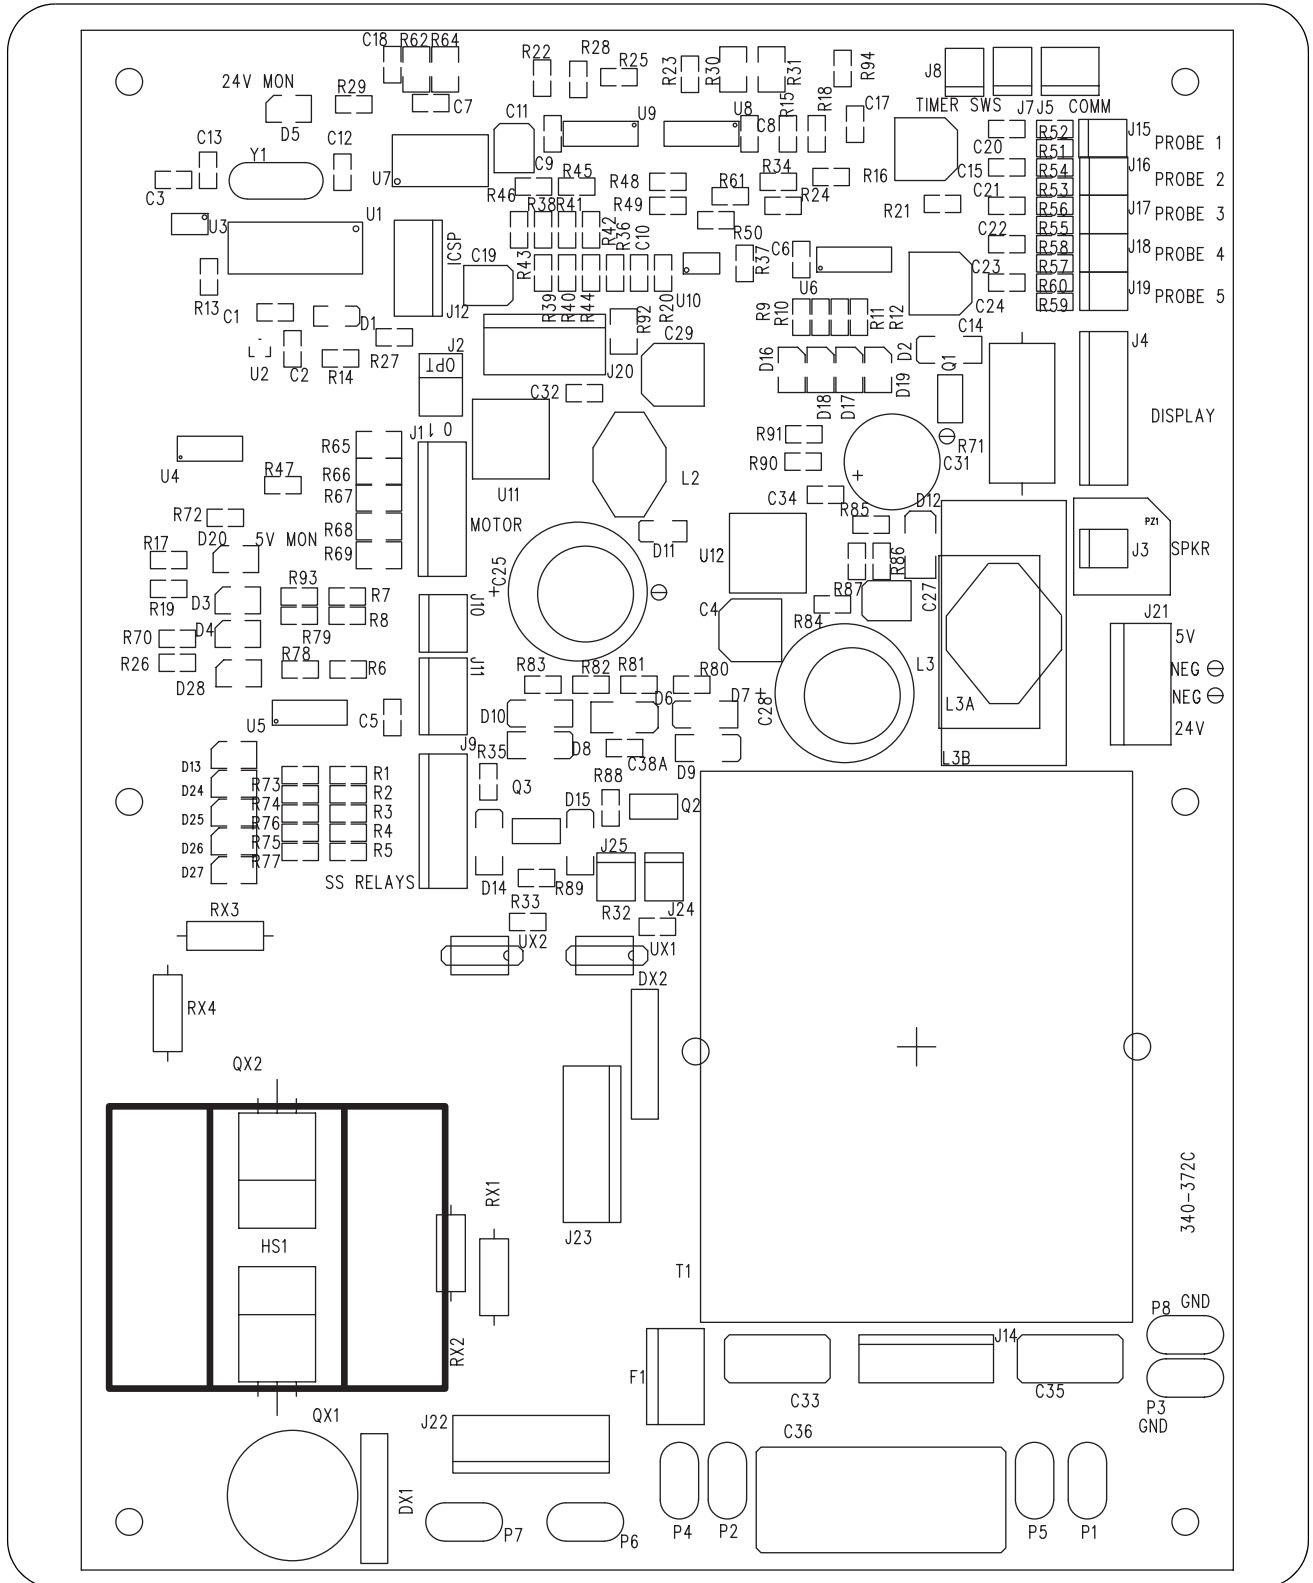 C18 R62 R64
R22 R28 R25 R23 R30 R31 R94
24V MON
D5
R29
C7
J8
TIMER SWS
J7 J5 COMM
C11
U9
U8
C8
R15
R18
C17
C13
Y1
C12
U7
C9
R45
R46
R48
R49
R61
R34
R24
R16
R21
C20
C15
C21
C22
C23
C24
R52
R51
R54
R53
R56
R55
R58
R57
R60
R59
J15 PROBE 1
J16 PROBE 2
J17 PROBE 3
J18 PROBE 4
J19 PROBE 5
C3
U3
U1
ICSP
C19
J12
R38 R41 R42 R36 C10
R43
R39 R40 R44
R50
R37
C6
U6
U10
R20
R92
R13
C1
D1
U2
C2
R14
R27
J2
OPT
J20
C29
C32
R9 R10 R11 R12
D16 D18 D17 D19
D2
C14
Q1
J4
DISPLAY
J1 0 1
U11
L2
R91
R90
C34
C31
R71
U4
R47
R65
R66
R67
R68
R69
MOTOR
R72
D20
5V MON
R17
R19
D3
D4
D28
R93
R7
R8
R79
R78
R6
R70
R26
+C25
D11
U12
R85
D12
R86
R87
R84
C27
C4
PZ1
J3
SPKR
J21
5V
NEG
NEG
24V
L3
L3A
L3B
J10
J11
J9
U5
C5
R83 R82 R81 R80
D10
D6
D7
+
C28
D8
C38A
D9
R35
Q3
R88
D15
Q2
D13
D24
D25
D26
D27
R73
R74
R76
R75
R77
R1
R2
R3
R4
R5
SS RELAYS
D14
R89
J25
J24
R32
R33
UX2
UX1
DX2
RX3
RX4
QX2
HS1
RX1
RX2
QX1
J23
T1
340-372C
P8 GND
P3
GND
F1
C33
J14
C35
C36
J22
DX1
P7
P6
P4
P2
P5
P1